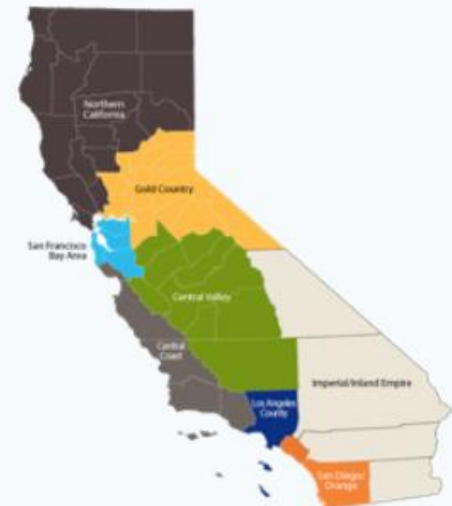 Northern
California
Gold Country
San Francisco
Bay Area
Central Valley
Central
Coast
Imperial/Inland Empire
Los Angeles
County
San Diego/
Orange